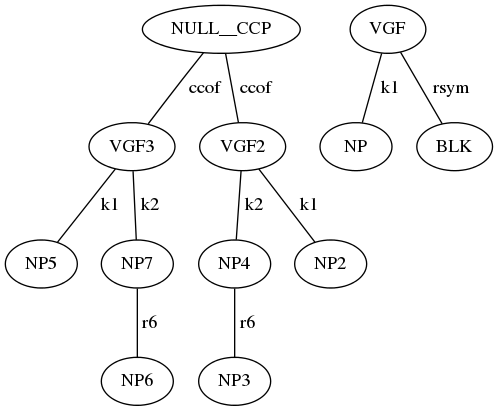 NULL__CCP VGF
ccof ccof k1 rsym
VGF3 VGF2 NP BLK
k1 k2 k2 k1
NP5 NP7 NP4 NP2
r6 r6
NP6 NP3